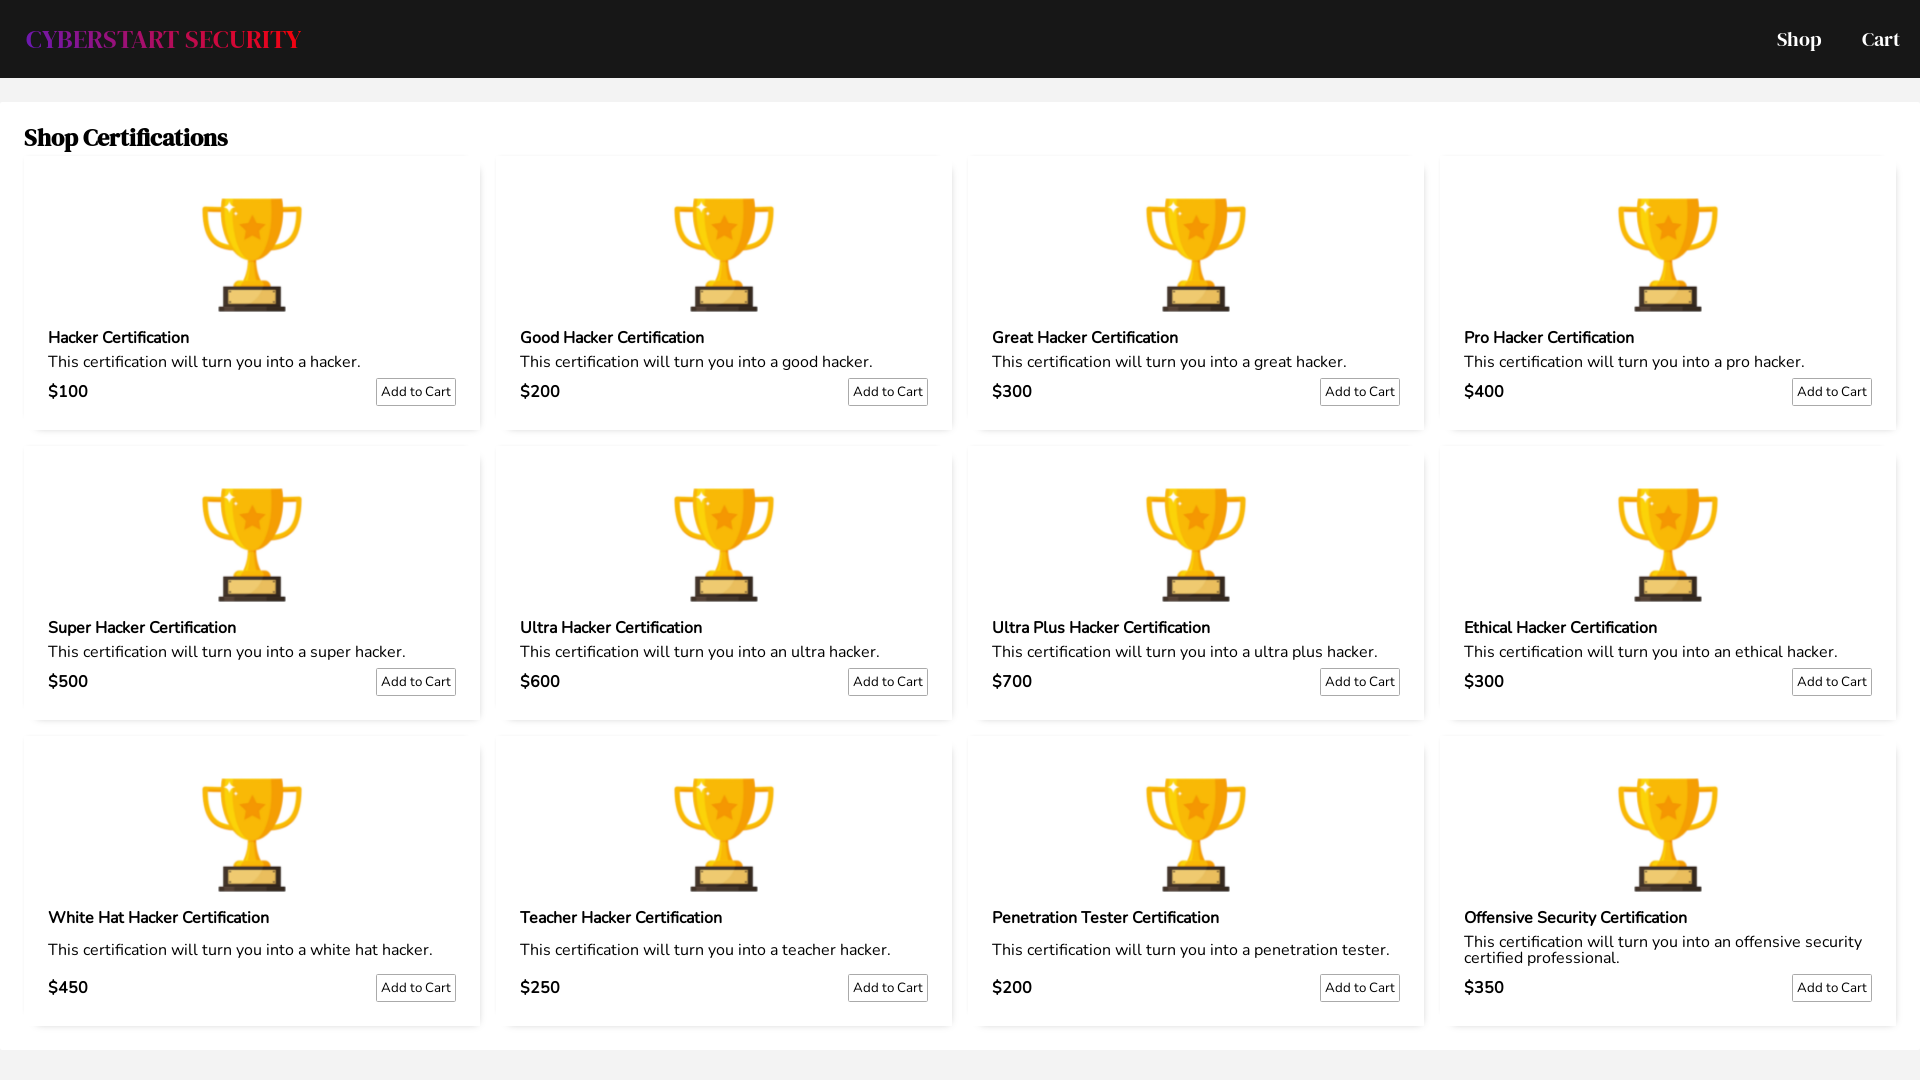 CYBERSTART SECURITY
Shop
Cart
Shop Certifications
Hacker Certification
This certification will turn you into a hacker.
$100
Add to Cart
Good Hacker Certification
This certification will turn you into a good hacker.
$200
Add to Cart
Great Hacker Certification
This certification will turn you into a great hacker.
$300
Add to Cart
Pro Hacker Certification
This certification will turn you into a pro hacker.
$400
Add to Cart
Super Hacker Certification
This certification will turn you into a super hacker.
$500
Add to Cart
Ultra Hacker Certification
This certification will turn you into an ultra hacker.
$600
Add to Cart
Ultra Plus Hacker Certification
This certification will turn you into a ultra plus hacker.
$700
Add to Cart
Ethical Hacker Certification
This certification will turn you into an ethical hacker.
$300
Add to Cart
White Hat Hacker Certification
This certification will turn you into a white hat hacker.
$450
Add to Cart
Teacher Hacker Certification
This certification will turn you into a teacher hacker.
$250
Add to Cart
Penetration Tester Certification
This certification will turn you into a penetration tester.
$200
Add to Cart
Offensive Security Certification
This certification will turn you into an offensive security
certified professional.
$350
Add to Cart